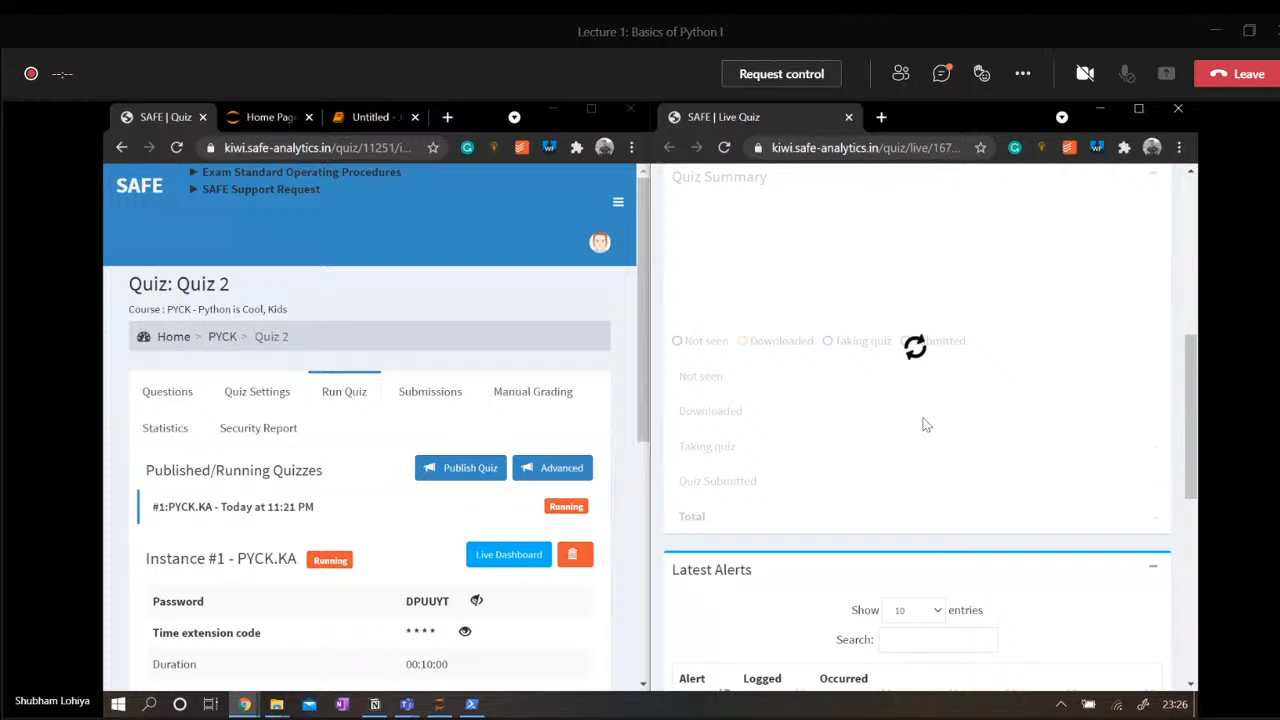 Lecture 1: Basics of Python I
--:--
Request control
Leave
SAFE | Quiz
Home Page
Untitled - J
SAFE | Live Quiz
kiwi.safe-analytics.in/quiz/11251/i...
kiwi.safe-analytics.in/quiz/live/167...
SAFE
Exam Standard Operating Procedures
SAFE Support Request
Quiz: Quiz 2
Course : PYCK - Python is Cool, Kids
Home > PYCK > Quiz 2
Questions Quiz Settings Run Quiz Submissions Manual Grading
Statistics Security Report
Published/Running Quizzes
Publish Quiz
Advanced
#1:PYCK.KA - Today at 11:21 PM
Running
Instance #1 - PYCK.KA
Running
Live Dashboard
Password DPUUYT
Time extension code ****
Duration 00:10:00
Quiz Summary
Not seen Downloaded Taking quiz Submitted
Not seen
Downloaded
Taking quiz -
Quiz Submitted
Total -
Latest Alerts
Show 10 entries
Search:
Alert Logged Occurred
Shubham Lohiya
23:26